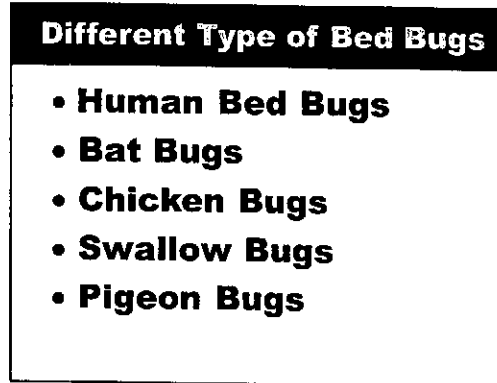 Different Type of Bed Bugs
• Human Bed Bugs
• Bat Bugs
• Chicken Bugs
• Swallow Bugs
• Pigeon Bugs